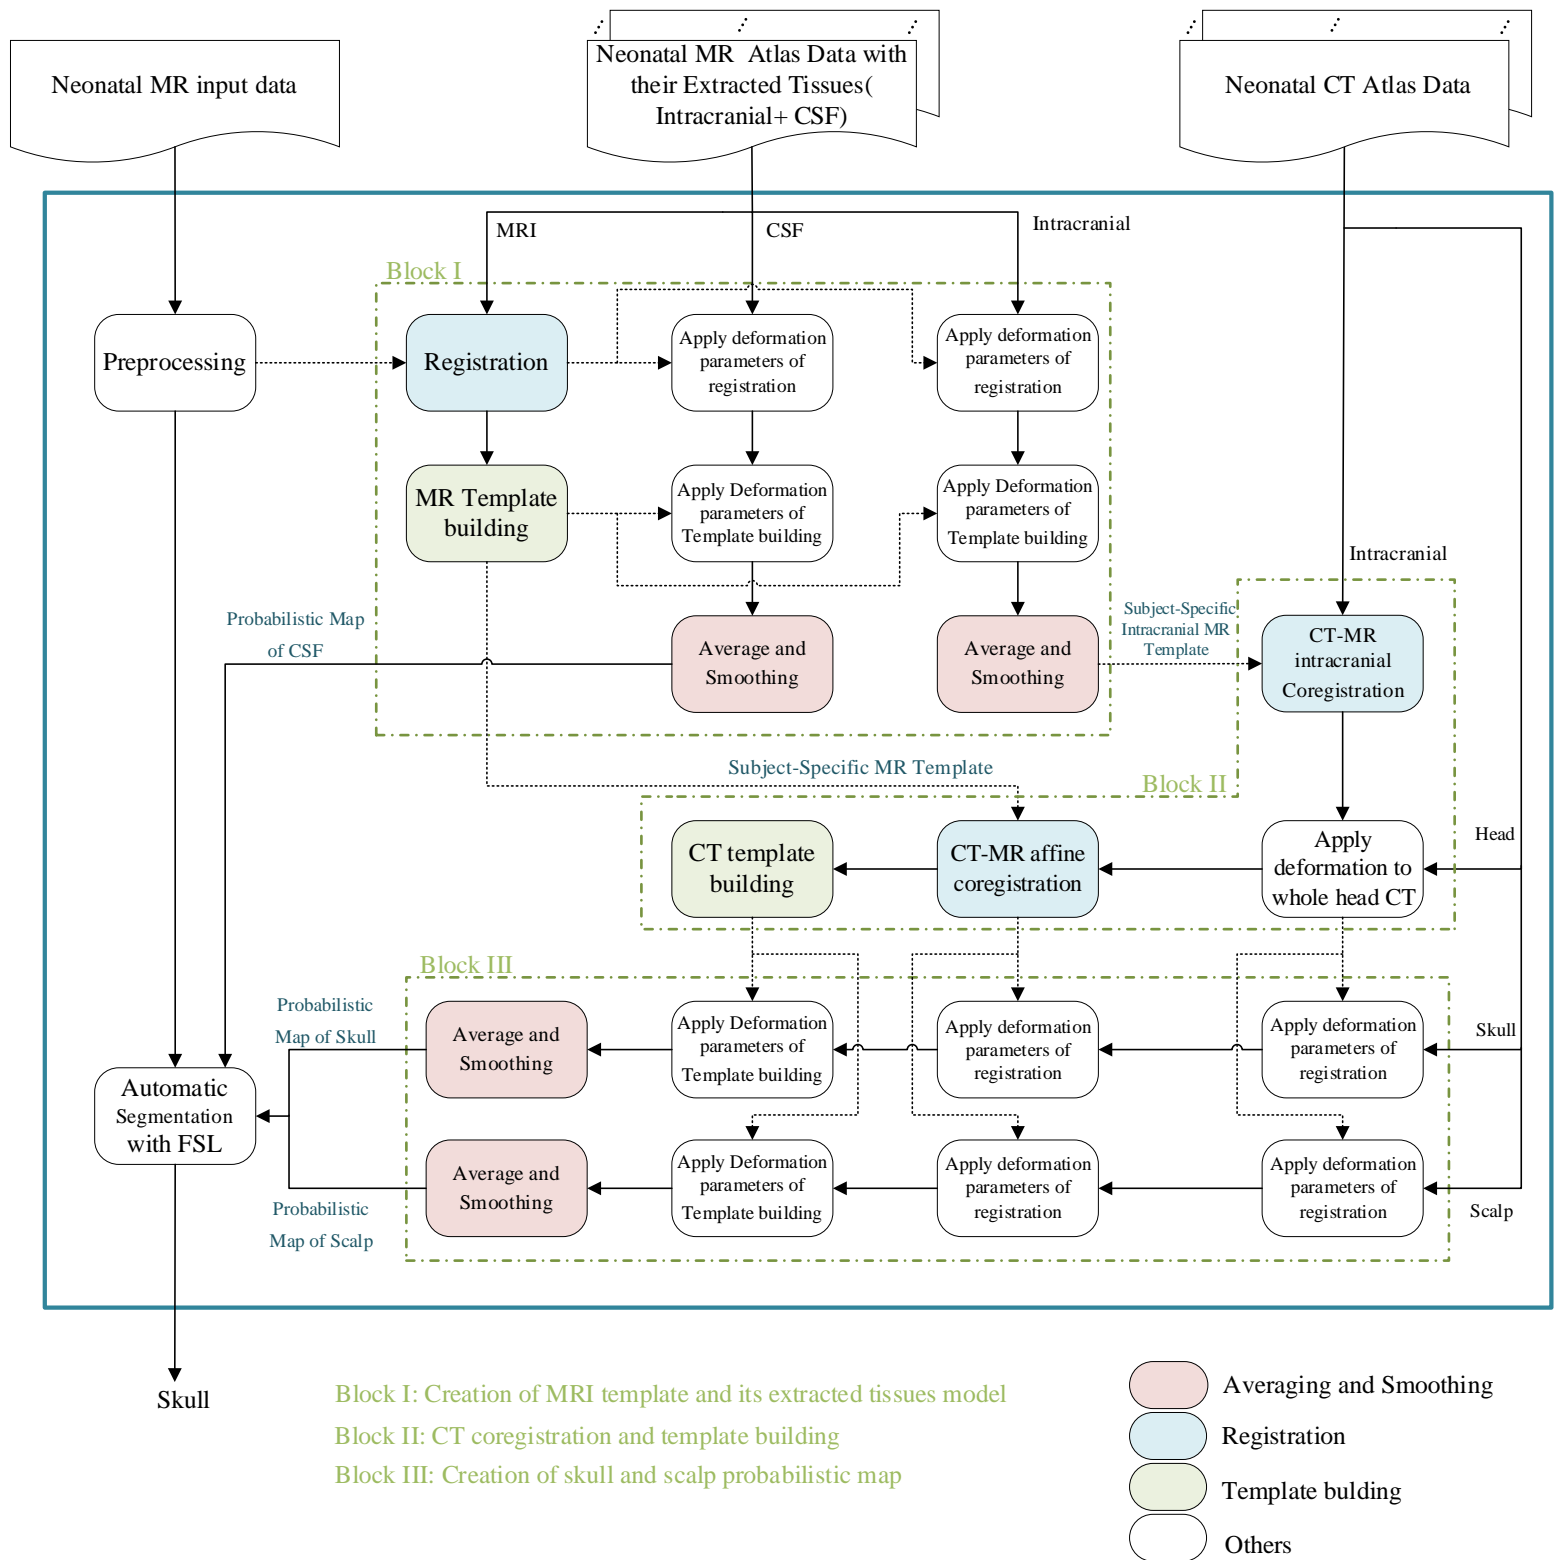 Neonatal MR input data
Neonatal MR Atlas Data with
their Extracted Tissues(
Intracranial+ CSF)
Neonatal CT Atlas Data
MRI
CSF
Intracranial
Block I
Preprocessing
Registration
Apply deformation
parameters of
registration
Apply deformation
parameters of
registration
MR Template
building
Apply Deformation
parameters of
Template building
Apply Deformation
parameters of
Template building
Intracranial
Probabilistic Map
of CSF
Average and
Smoothing
Average and
Smoothing
Subject-Specific
Intracranial MR
Template
CT-MR
intracranial
Coregistration
Subject-Specific MR Template
Block II
CT template
building
CT-MR affine
coregistration
Apply
deformation to
whole head CT
Head
Block III
Probabilistic
Map of Skull
Average and
Smoothing
Apply Deformation
parameters of
Template building
Apply deformation
parameters of
registration
Apply deformation
parameters of
registration
Skull
Automatic
Segmentation
with FSL
Probabilistic
Map of Scalp
Average and
Smoothing
Apply Deformation
parameters of
Template building
Apply deformation
parameters of
registration
Apply deformation
parameters of
registration
Scalp
Skull
Block I: Creation of MRI template and its extracted tissues model
Block II: CT coregistration and template building
Block III: Creation of skull and scalp probabilistic map
Averaging and Smoothing
Registration
Template bulding
Others